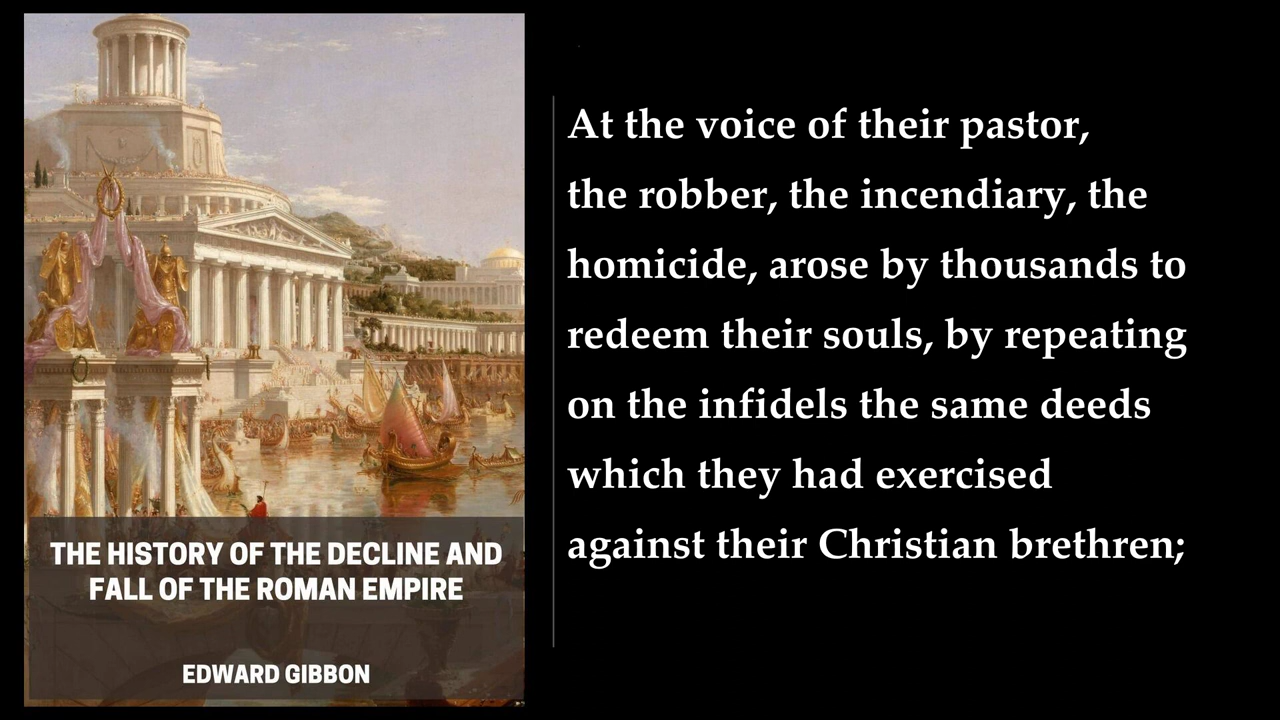 THE HISTORY OF THE DECLINE AND
FALL OF THE ROMAN EMPIRE
EDWARD GIBBON
At the voice of their pastor,
the robber, the incendiary, the
homicide, arose by thousands to
redeem their souls, by repeating
on the infidels the same deeds
which they had exercised
against their Christian brethren;